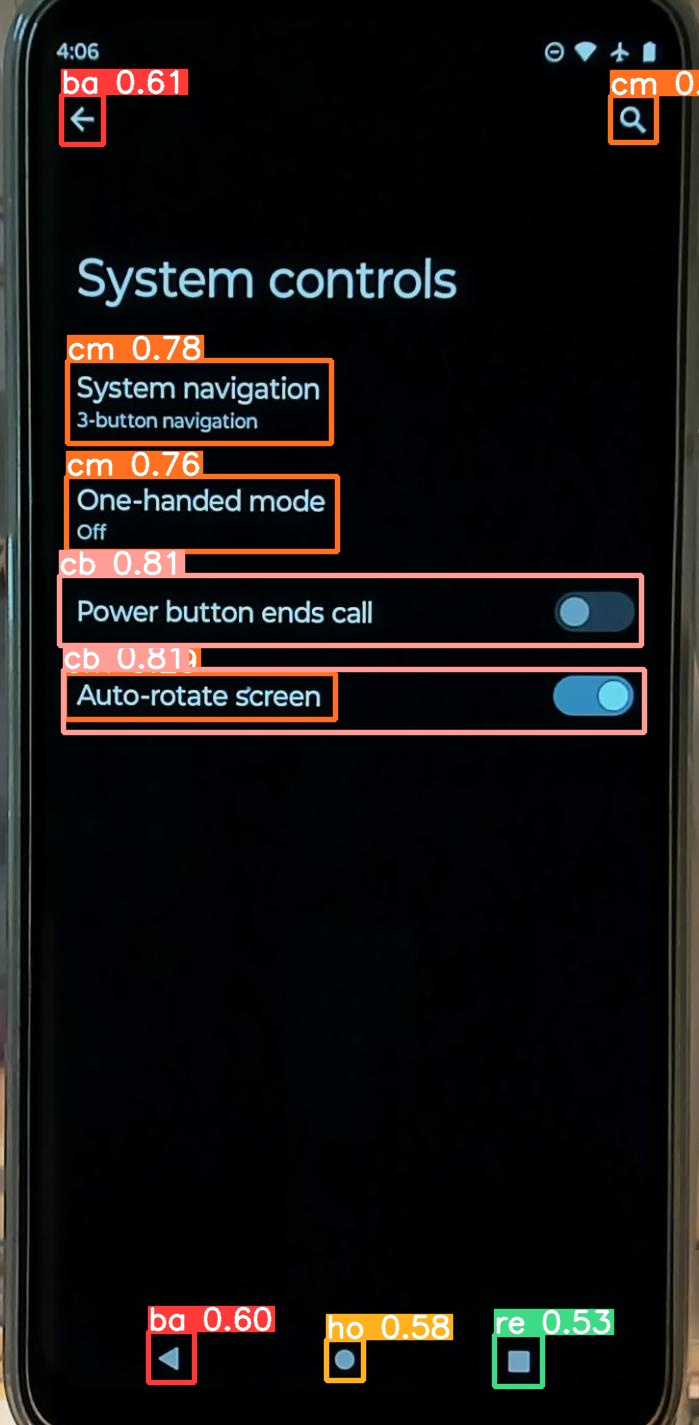 4:06
ba 0.61
cm 0.
System controls
cm 0.78
System navigation
3-button navigation
cm 0.76
One-handed mode
Off
cb 0.81
Power button ends call
cb 0.81
Auto-rotate screen
ba 0.60
ho 0.58
re 0.53